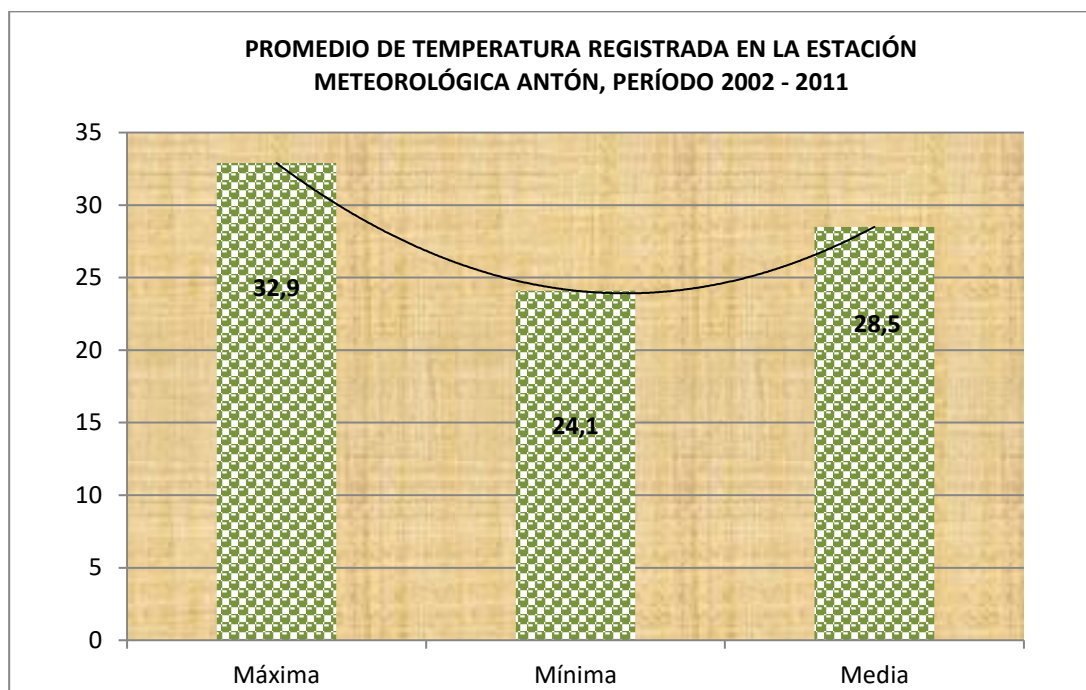 PROMEDIO DE TEMPERATURA REGISTRADA EN LA ESTACIÓN
METEOROLÓGICA ANTÓN, PERÍODO 2002 - 2011
35
30
25
20
15
10
5
0
32,9
24,1
28,5
Máxima
Mínima
Media